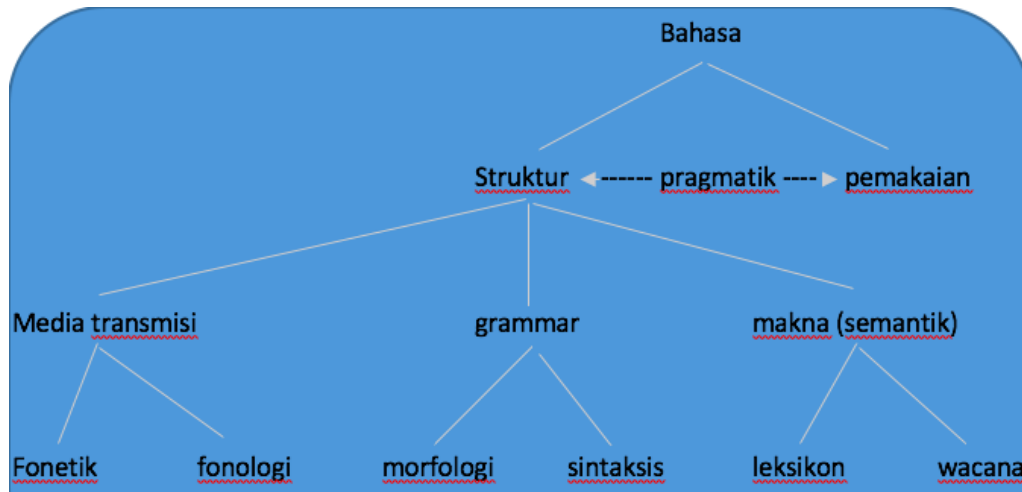 Bahasa
Struktur ◄------ pragmatik ----► pemakaian
Media transmisi grammar makna (semantik)
Fonetik fonologi morfologi sintaksis leksikon wacana